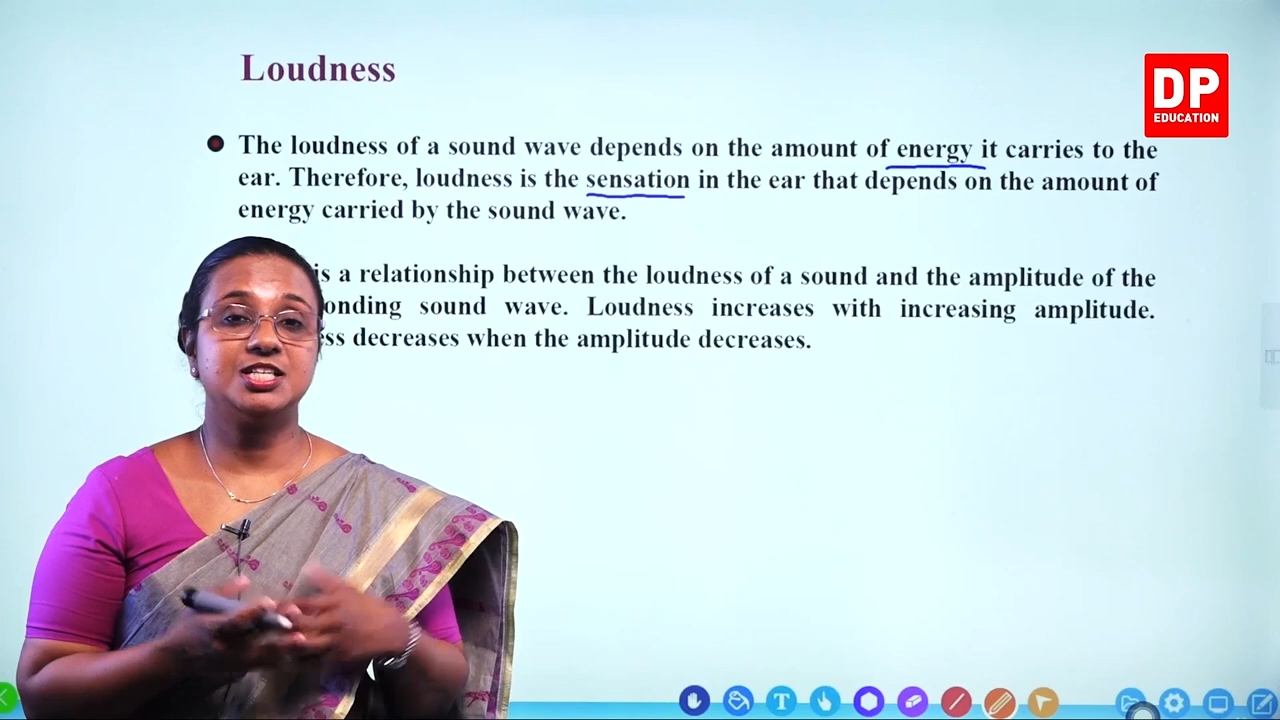 Loudness
DP
EDUCATION
The loudness of a sound wave depends on the amount of energy it carries to the
ear. Therefore, loudness is the sensation in the ear that depends on the amount of
energy carried by the sound wave.
is a relationship between the loudness of a sound and the amplitude of the
sound wave. Loudness increases with increasing amplitude.
decreases when the amplitude decreases.
T